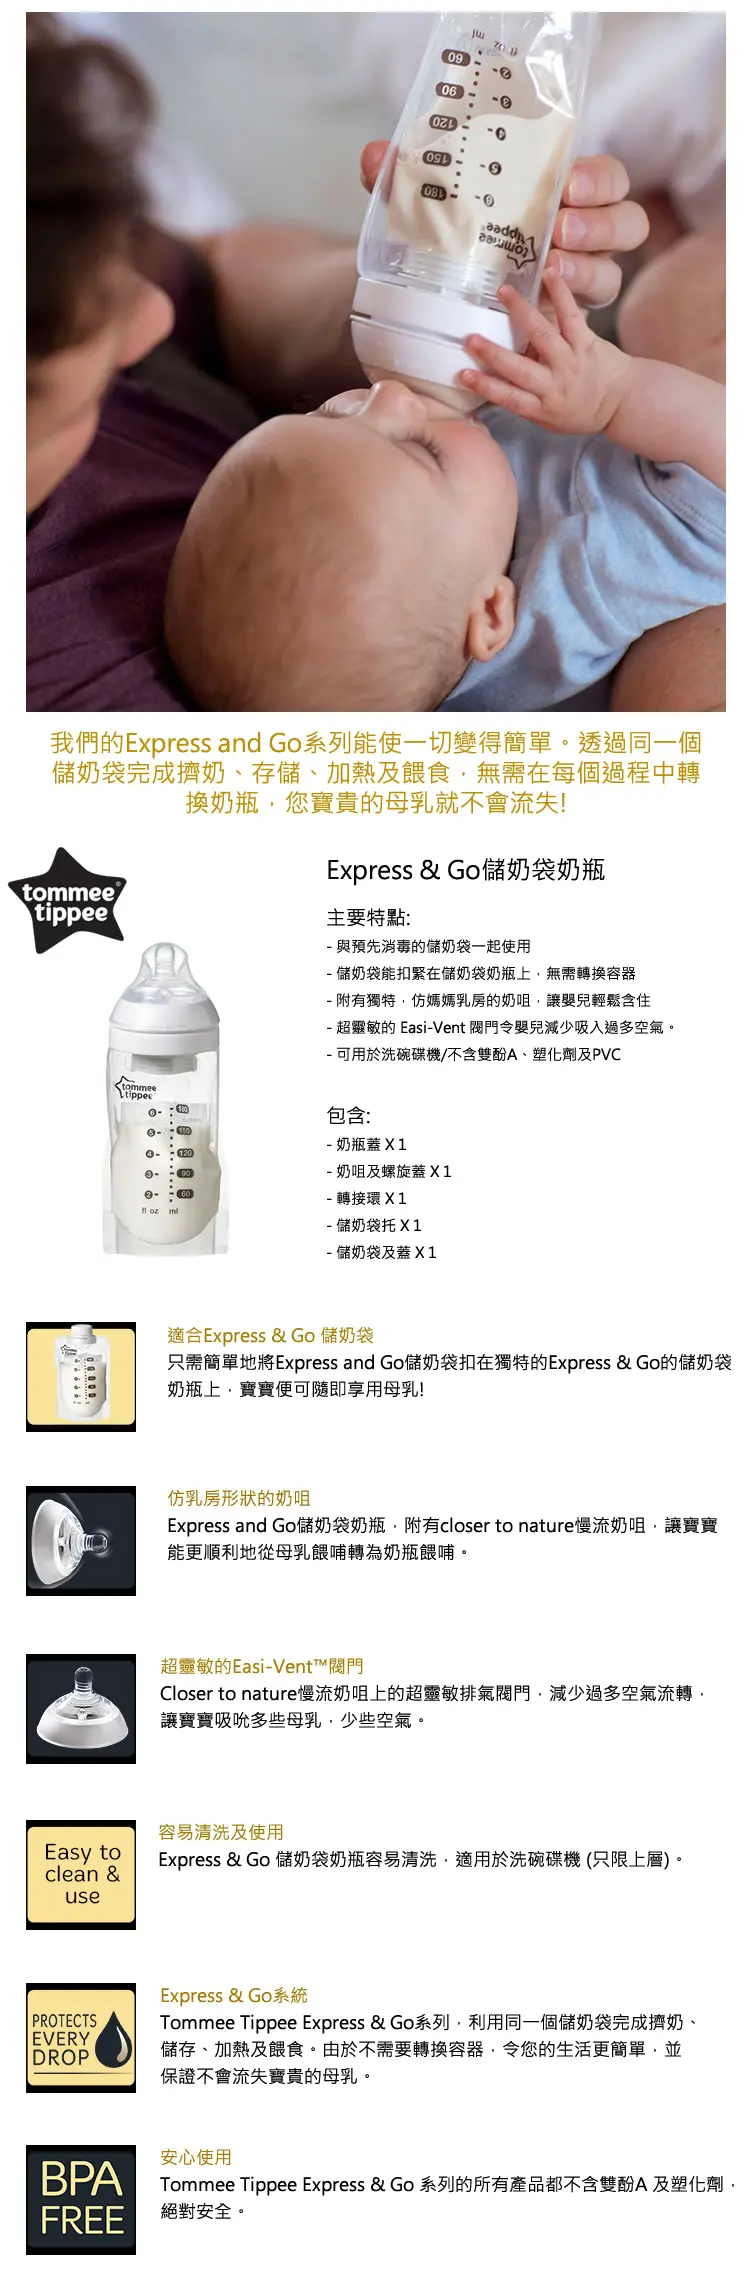 fl oz ml
60
2
90
3
120
4
150
5
180
6
tommee
tippee
我們的Express and Go系列能使一切變得簡單。透過同一個
儲奶袋完成擠奶、存儲、加熱及餵食，無需在每個過程中轉
換奶瓶，您寶貴的母乳就不會流失!
tommee®
tippee
Express & Go儲奶袋奶瓶
主要特點:
- 與預先消毒的儲奶袋一起使用
- 儲奶袋能扣緊在儲奶袋奶瓶上，無需轉換容器
- 附有獨特，仿媽媽乳房的奶咀，讓嬰兒輕鬆含住
- 超靈敏的 Easi-Vent 閥門令嬰兒減少吸入過多空氣。
- 可用於洗碗碟機/不含雙酚A、塑化劑及PVC
tommee
tippee
6 180
5 150
4 120
3 90
2 60
fl oz ml
包含:
- 奶瓶蓋 X 1
- 奶咀及螺旋蓋 X 1
- 轉接環 X 1
- 儲奶袋托 X 1
- 儲奶袋及蓋 X 1
適合Express & Go 儲奶袋
只需簡單地將Express and Go儲奶袋扣在獨特的Express & Go的儲奶袋
奶瓶上，寶寶便可隨即享用母乳!
仿乳房形狀的奶咀
Express and Go儲奶袋奶瓶，附有closer to nature慢流奶咀，讓寶寶
能更順利地從母乳餵哺轉為奶瓶餵哺。
超靈敏的Easi-Vent™閥門
Closer to nature慢流奶咀上的超靈敏排氣閥門，減少過多空氣流轉，
讓寶寶吸吮多些母乳，少些空氣。
Easy to
clean &
use
容易清洗及使用
Express & Go 儲奶袋奶瓶容易清洗，適用於洗碗碟機 (只限上層)。
PROTECTS
EVERY
DROP
Express & Go系統
Tommee Tippee Express & Go系列，利用同一個儲奶袋完成擠奶、
儲存、加熱及餵食。由於不需要轉換容器，令您的生活更簡單，並
保證不會流失寶貴的母乳。
BPA
FREE
安心使用
Tommee Tippee Express & Go 系列的所有產品都不含雙酚A 及塑化劑，
絕對安全。